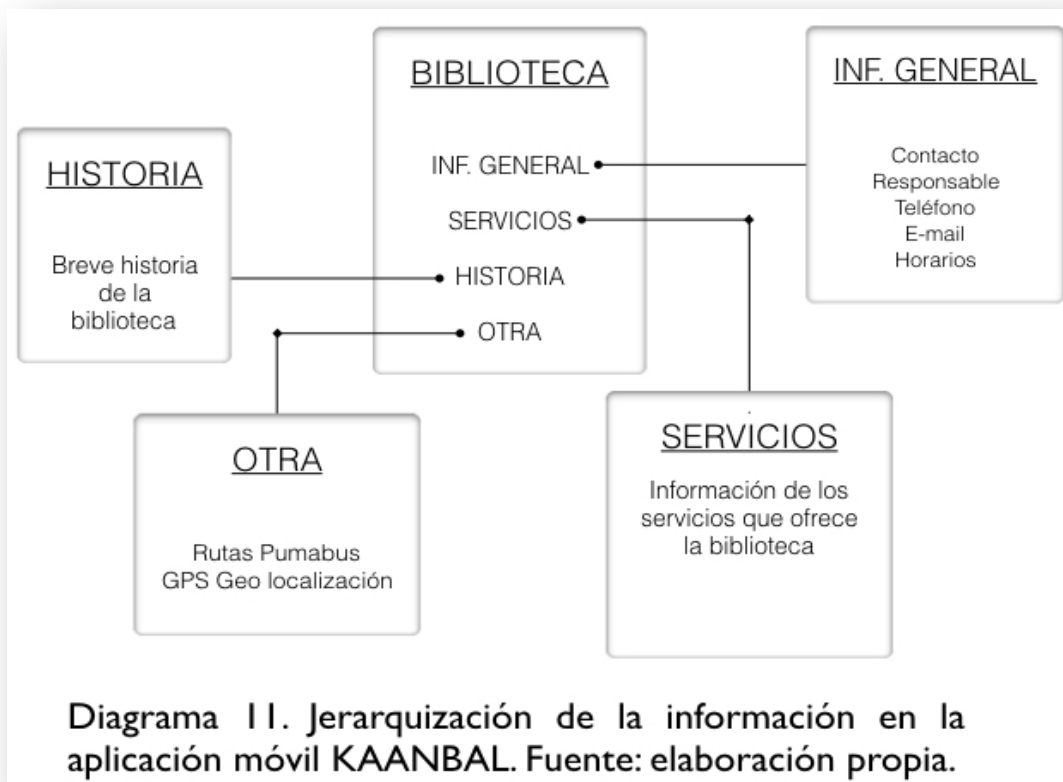 BIBLIOTECA
INF. GENERAL
SERVICIOS
HISTORIA
OTRA
INF. GENERAL
Contacto
Responsable
Teléfono
E-mail
Horarios
HISTORIA
Breve historia
de la
biblioteca
OTRA
Rutas Pumabus
GPS Geo localización
SERVICIOS
Información de los
servicios que ofrece
la biblioteca
Diagrama 11. Jerarquización de la información en la
aplicación móvil KAANBAL. Fuente: elaboración propia.